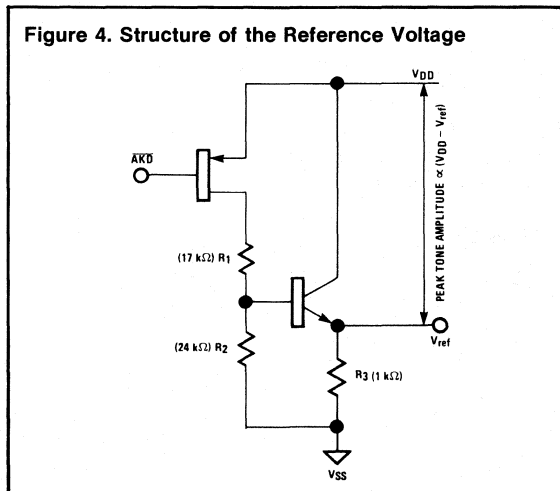 Figure 4. Structure of the Reference Voltage
VDD
AKD
PEAK TONE AMPLITUDE ∝ (VDD – Vref)
(17 kΩ) R1
(24 kΩ) R2
Vref
R3 (1 kΩ)
VSS